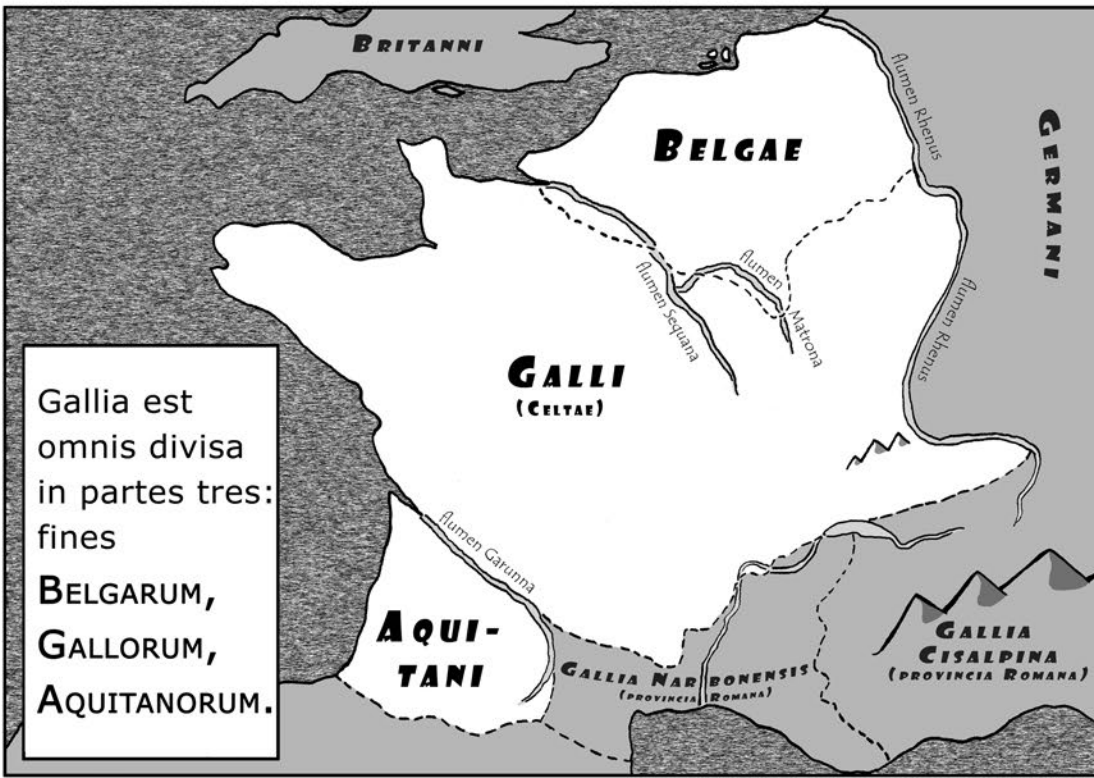 BRITANNI
BELGAE
flumen Rhenus
GERMANI
flumen Rhenus
flumen Sequana
flumen
Matrona
GALLI
(CELTAE)
Gallia est
omnis divisa
in partes tres:
fines
BELGARUM,
GALLORUM,
AQUITANORUM.
flumen Garunna
AQUI-
TANI
GALLIA NARBONENSIS
(PROVINCIA ROMANA)
GALLIA
CISALPINA
(PROVINCIA ROMANA)